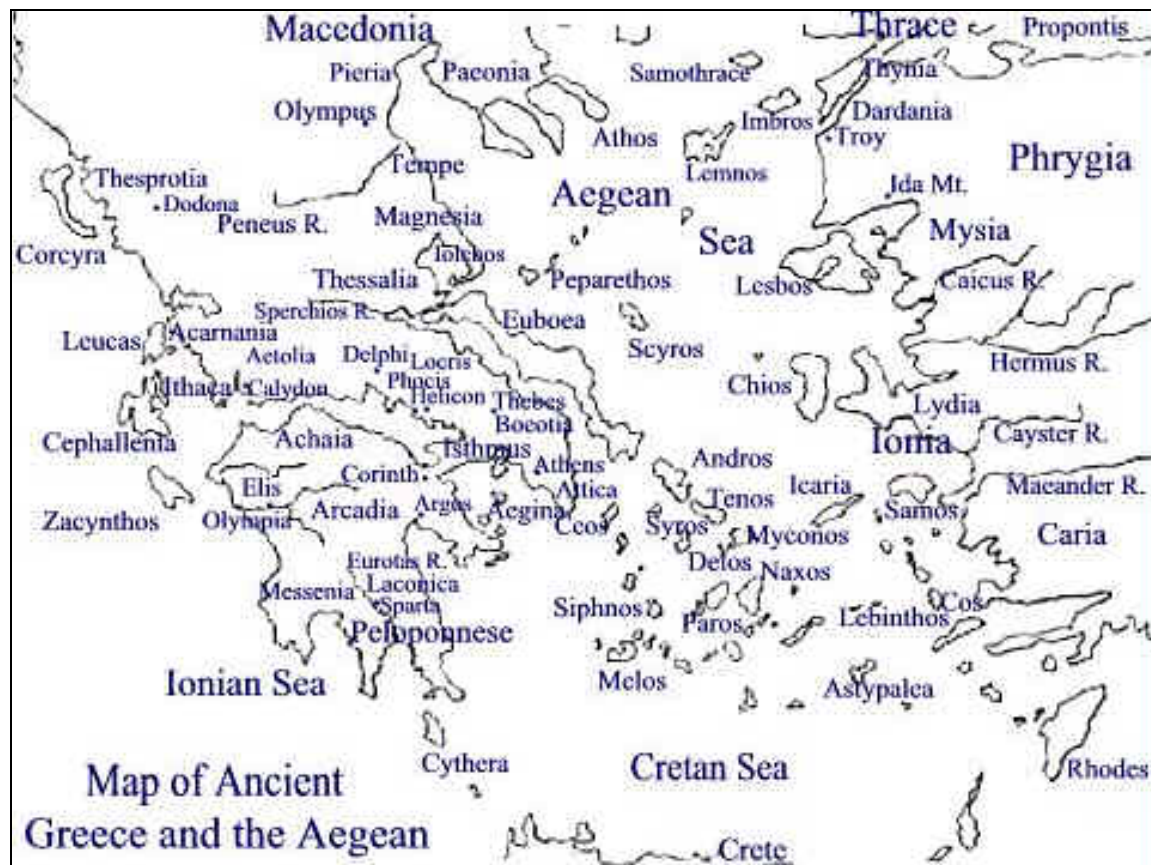 Macedonia
Thrace
Propontis
Pieria
Paeonia
Samothrace
Thynia
Olympus
Imbros
Dardania
Athos
Troy
Tempe
Lemnos
Phrygia
Thesprotia
Dodona
Aegean
Ida Mt.
Peneus R.
Magnesia
Sea
Mysia
Corcyra
Iolchos
Thessalia
Peparethos
Lesbos
Caicus R.
Sperchios R.
Euboea
Leucas
Acarnania
Scyros
Aetolia
Delphi
Locris
Hermus R.
Ithaca
Calydon
Phocis
Chios
Helicon
Thebes
Lydia
Boeotia
Cephallenia
Achaia
Isthmus
Ionia
Cayster R.
Corinth
Athens
Andros
Elis
Attica
Icaria
Maeander R.
Zacynthos
Olympia
Arcadia
Argos
Aegina
Ceos
Tenos
Syros
Samos
Myconos
Caria
Eurotas R.
Delos
Naxos
Messenia
Laconica
Sparta
Siphnos
Paros
Lebinthos
Cos
Peloponnese
Ionian Sea
Melos
Astypalea
Cythera
Cretan Sea
Rhodes
Map of Ancient
Greece and the Aegean
Crete